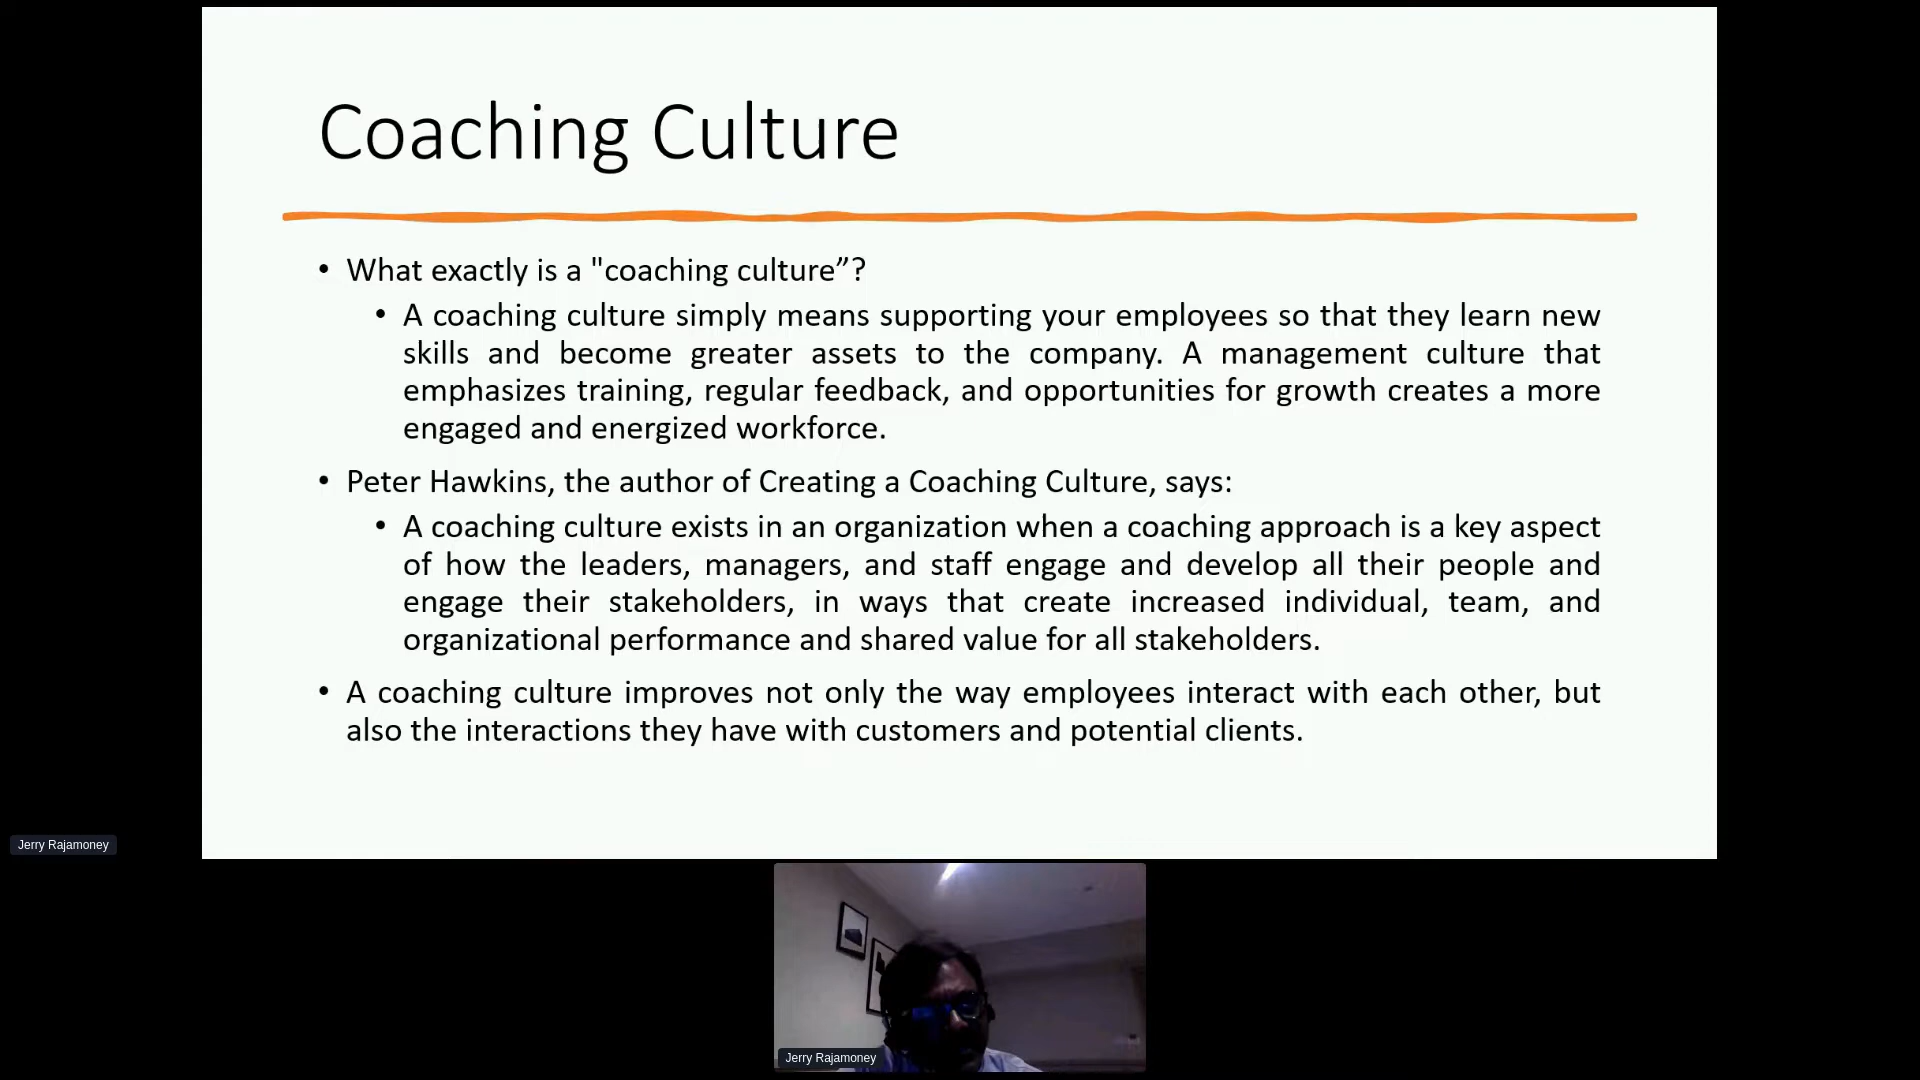 Coaching Culture
• What exactly is a "coaching culture”?
• A coaching culture simply means supporting your employees so that they learn new
skills and become greater assets to the company. A management culture that
emphasizes training, regular feedback, and opportunities for growth creates a more
engaged and energized workforce.
• Peter Hawkins, the author of Creating a Coaching Culture, says:
• A coaching culture exists in an organization when a coaching approach is a key aspect
of how the leaders, managers, and staff engage and develop all their people and
engage their stakeholders, in ways that create increased individual, team, and
organizational performance and shared value for all stakeholders.
• A coaching culture improves not only the way employees interact with each other, but
also the interactions they have with customers and potential clients.
Jerry Rajamoney
Jerry Rajamoney